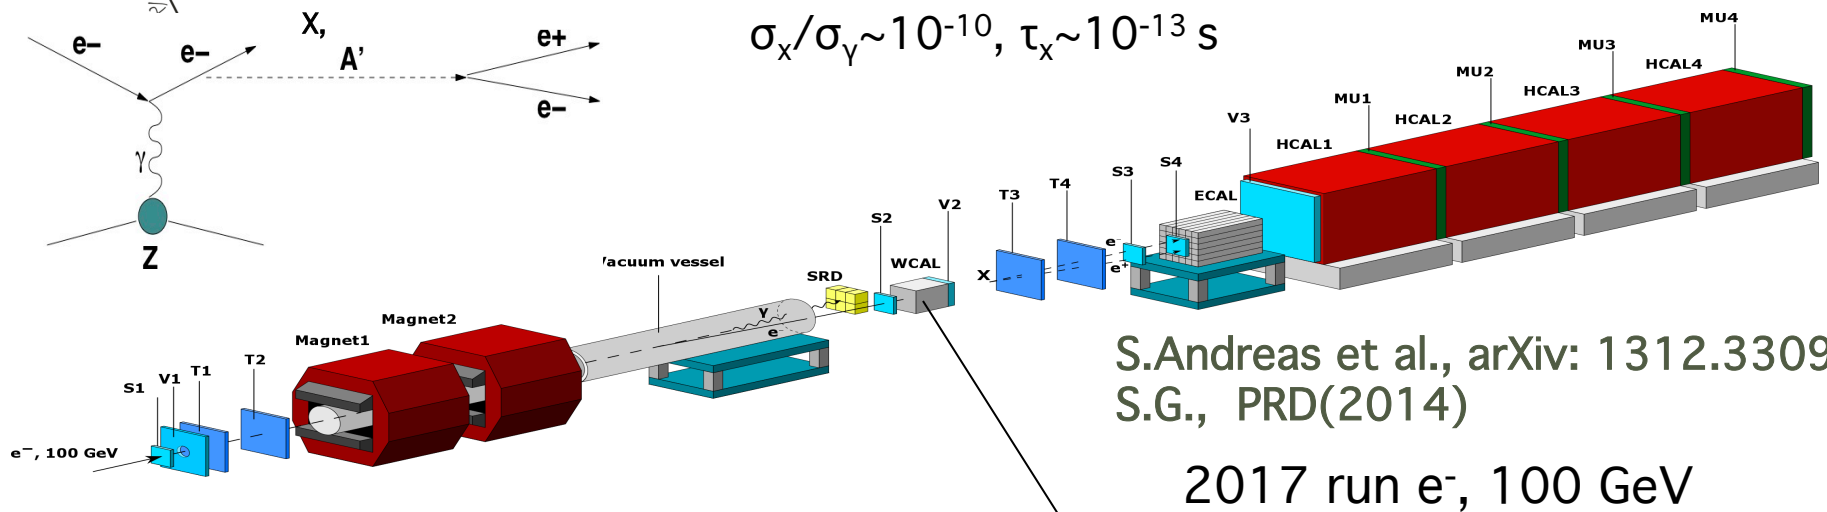 X,
e−
e−
A’
e+
e−
γ
Z
σx/σγ~10-10, τx~10-13 s
MU4
MU3
HCAL4
MU2
HCAL3
MU1
HCAL2
V3
HCAL1
S4
S3
ECAL
T4
T3
e-
e+
X
V2
S2
WCAL
SRD
acuum vessel
γ
e-
Magnet2
Magnet1
T2
T1
V1
S1
e−, 100 GeV
S.Andreas et al., arXiv: 1312.3309
S.G., PRD(2014)
2017 run e-, 100 GeV